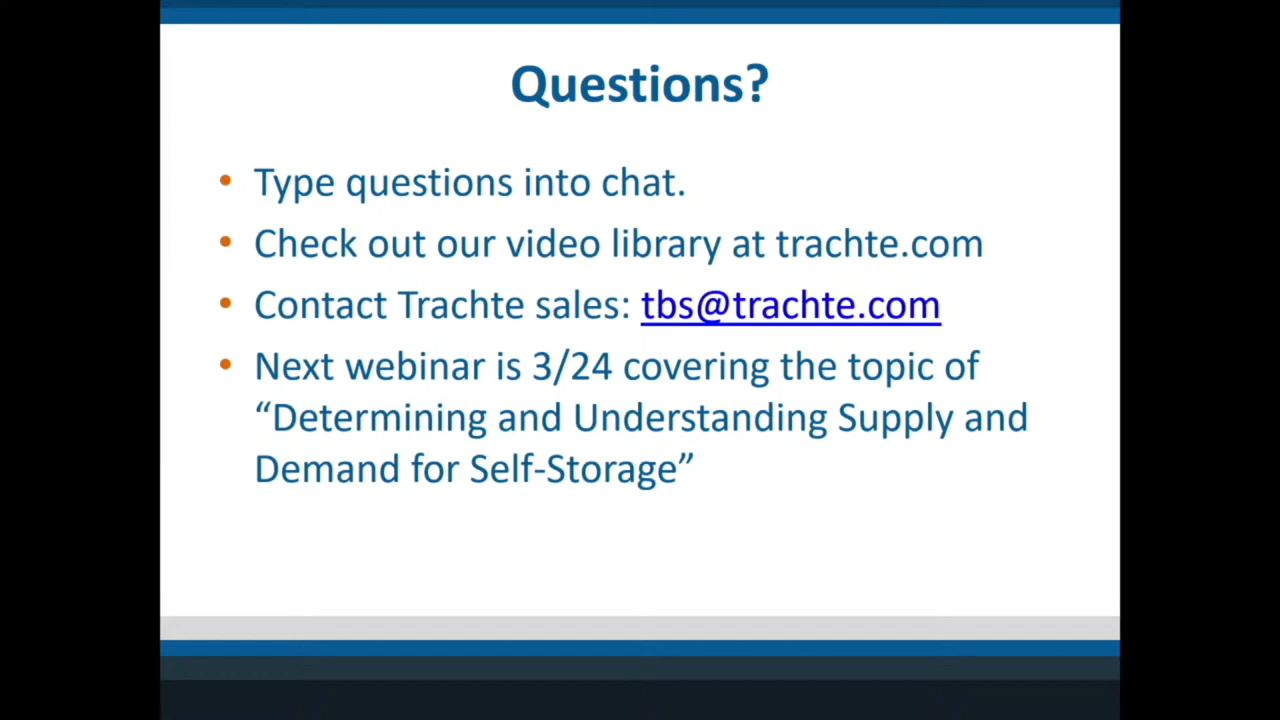 Questions?
• Type questions into chat.
• Check out our video library at trachte.com
• Contact Trachte sales: tbs@trachte.com
• Next webinar is 3/24 covering the topic of
“Determining and Understanding Supply and
Demand for Self-Storage”